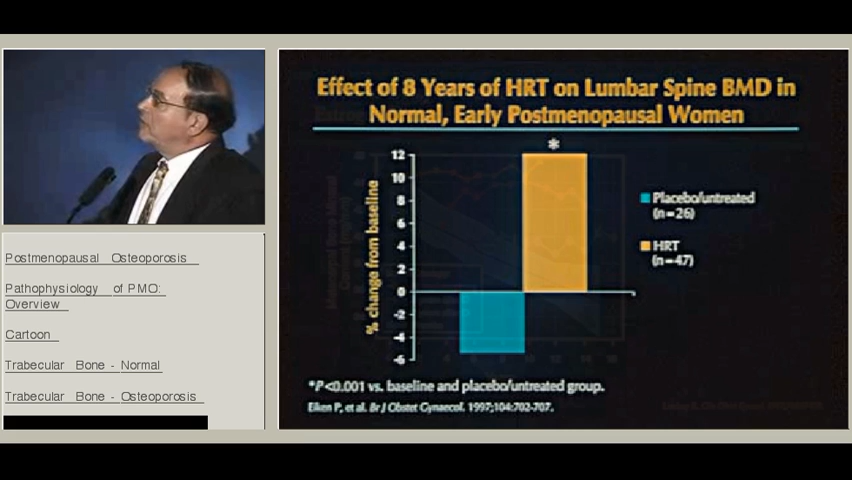 Effect of 8 Years of HRT on Lumbar Spine BMD in
Normal, Early Postmenopausal Women
*
12
10
8
6
4
2
0
-2
-4
-6
% change from baseline
Placebo/untreated
(n=26)
HRT
(n=47)
*P<0.001 vs. baseline and placebo/untreated group.
Eiken P, et al. Br J Obstet Gynaecol. 1997;104:702-707.
Postmenopausal Osteoporosis
Pathophysiology of PMO:
Overview
Cartoon
Trabecular Bone - Normal
Trabecular Bone - Osteoporosis